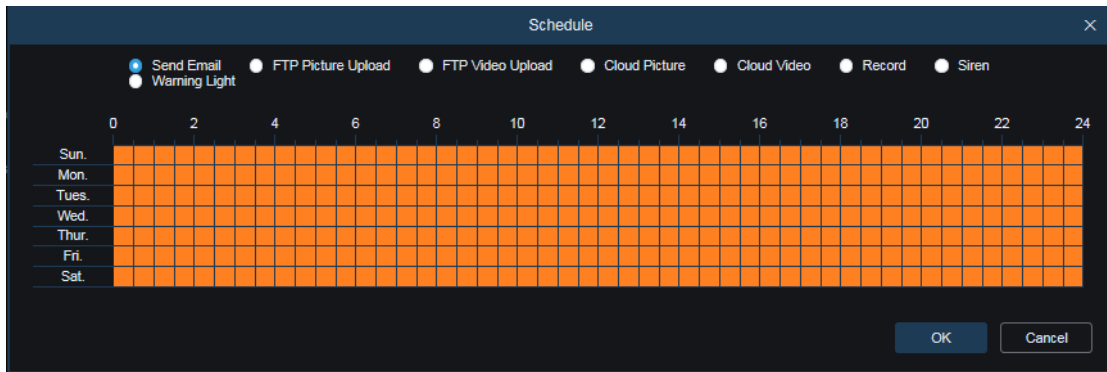 Schedule
Send Email FTP Picture Upload FTP Video Upload Cloud Picture Cloud Video Record Siren
Warning Light
0 2 4 6 8 10 12 14 16 18 20 22 24
Sun.
Mon.
Tues.
Wed.
Thur.
Fri.
Sat.
OK Cancel